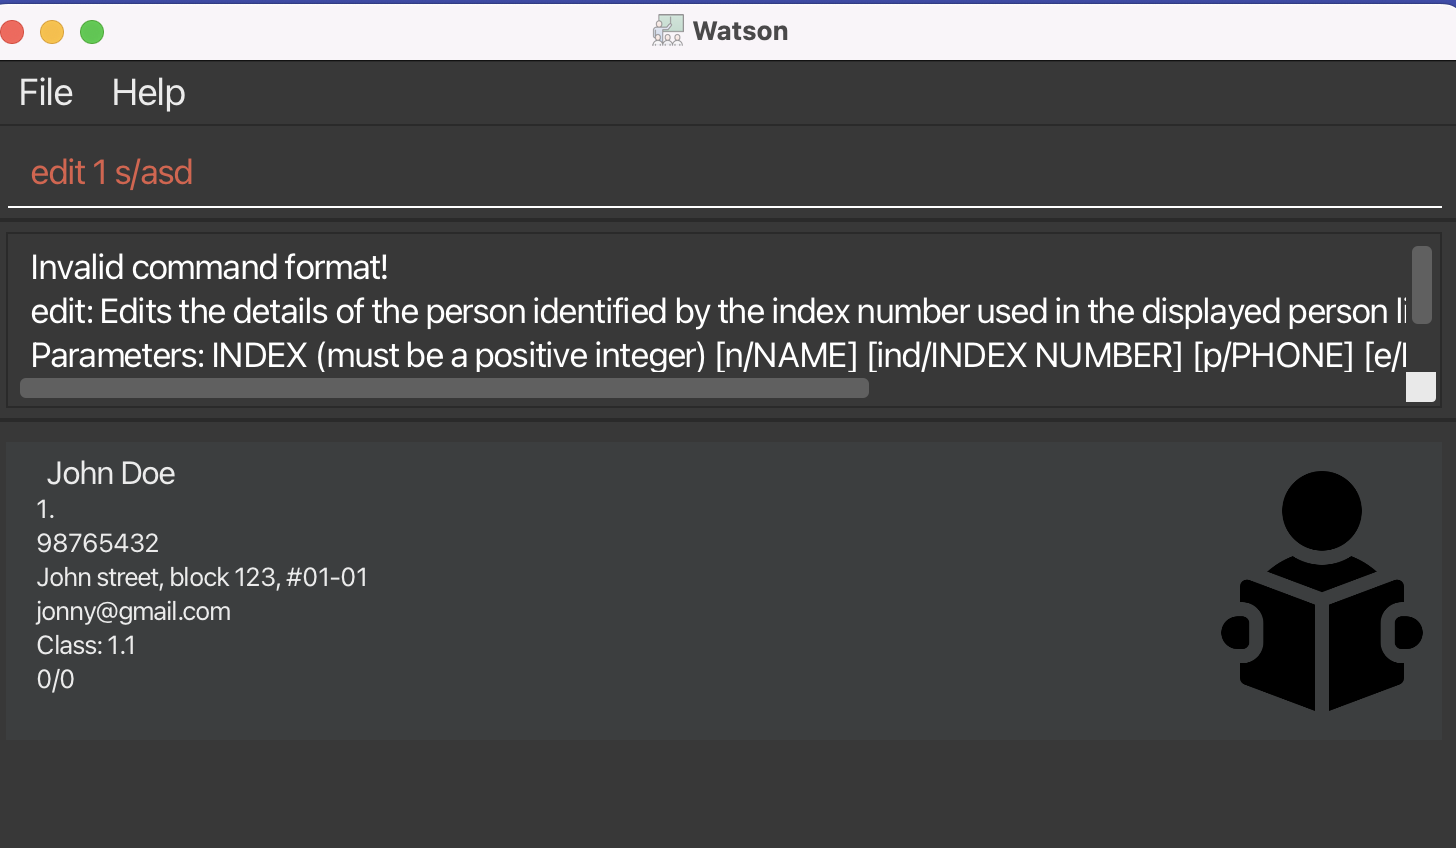 Watson
File Help
edit 1 s/asd
Invalid command format!
edit: Edits the details of the person identified by the index number used in the displayed person
Parameters: INDEX (must be a positive integer) [n/NAME] [ind/INDEX NUMBER] [p/PHONE] [e/
John Doe
1.
98765432
John street, block 123, #01-01
jonny@gmail.com
Class: 1.1
0/0